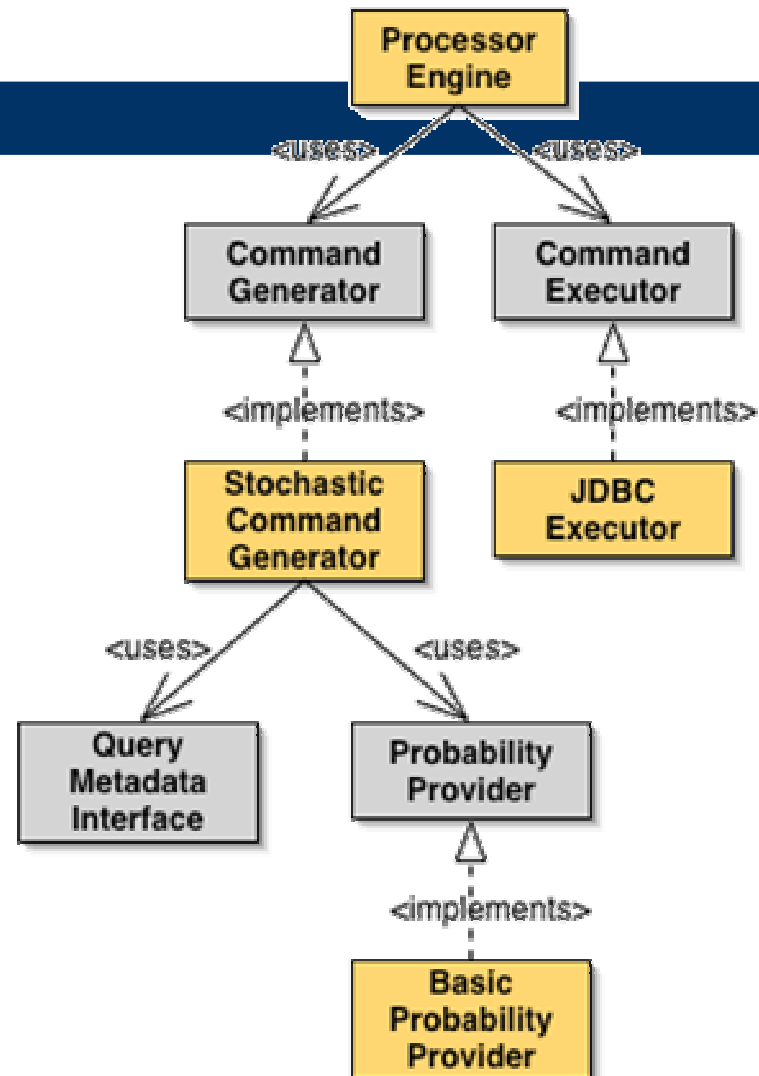 Processor
Engine
<uses> <uses>
Command
Generator
Command
Executor
<implements> <implements>
Stochastic
Command
Generator
JDBC
Executor
<uses> <uses>
Query
Metadata
Interface
Probability
Provider
<implements>
Basic
Probability
Provider